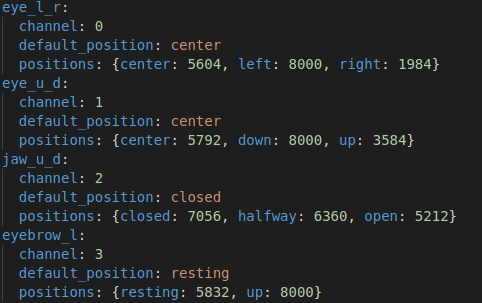 eye_l_r:
  channel: 0
  default_position: center
  positions: {center: 5604, left: 8000, right: 1984}
eye_u_d:
  channel: 1
  default_position: center
  positions: {center: 5792, down: 8000, up: 3584}
jaw_u_d:
  channel: 2
  default_position: closed
  positions: {closed: 7056, halfway: 6360, open: 5212}
eyebrow_l:
  channel: 3
  default_position: resting
  positions: {resting: 5832, up: 8000}